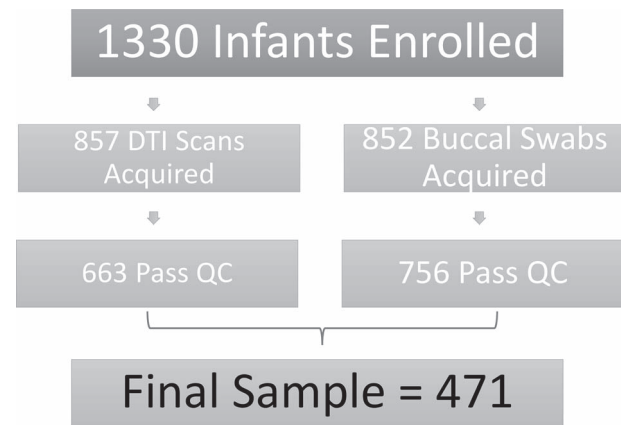 1330 Infants Enrolled
857 DTI Scans
Acquired
852 Buccal Swabs
Acquired
663 Pass QC
756 Pass QC
Final Sample = 471